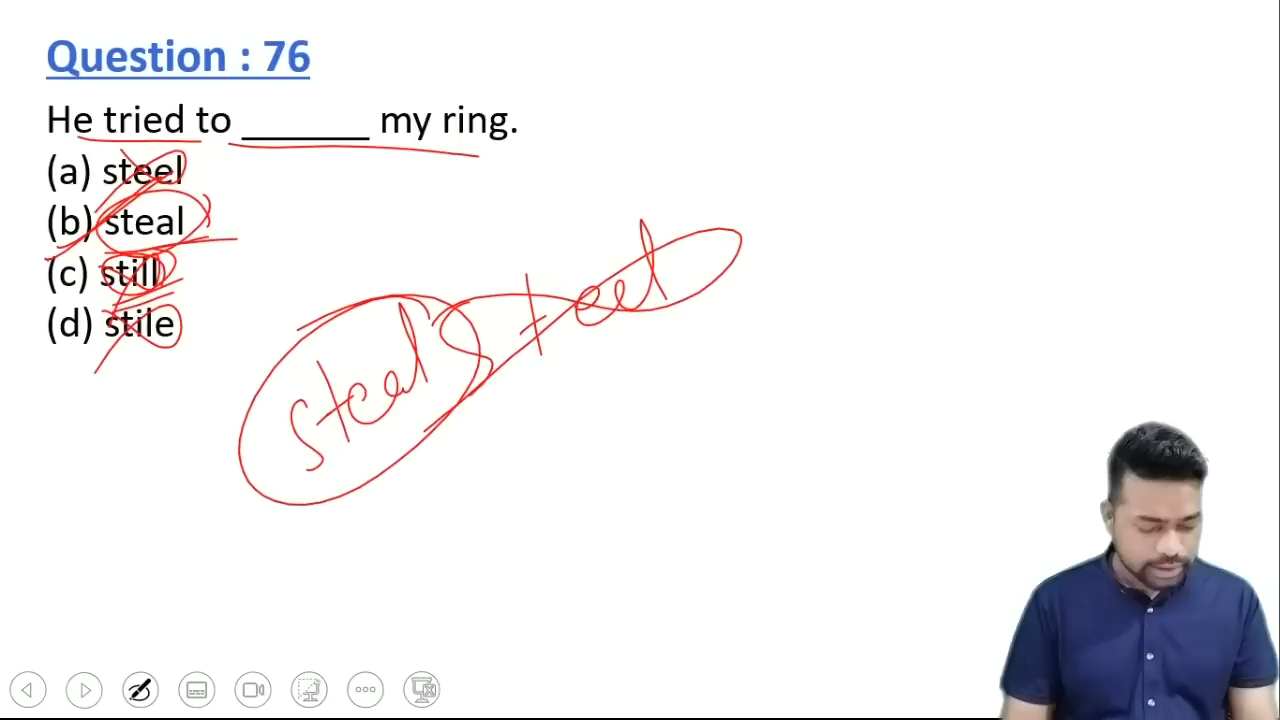 Question : 76
He tried to _______ my ring.
(a) steel
(b) steal
(c) still
(d) stile
steal steel